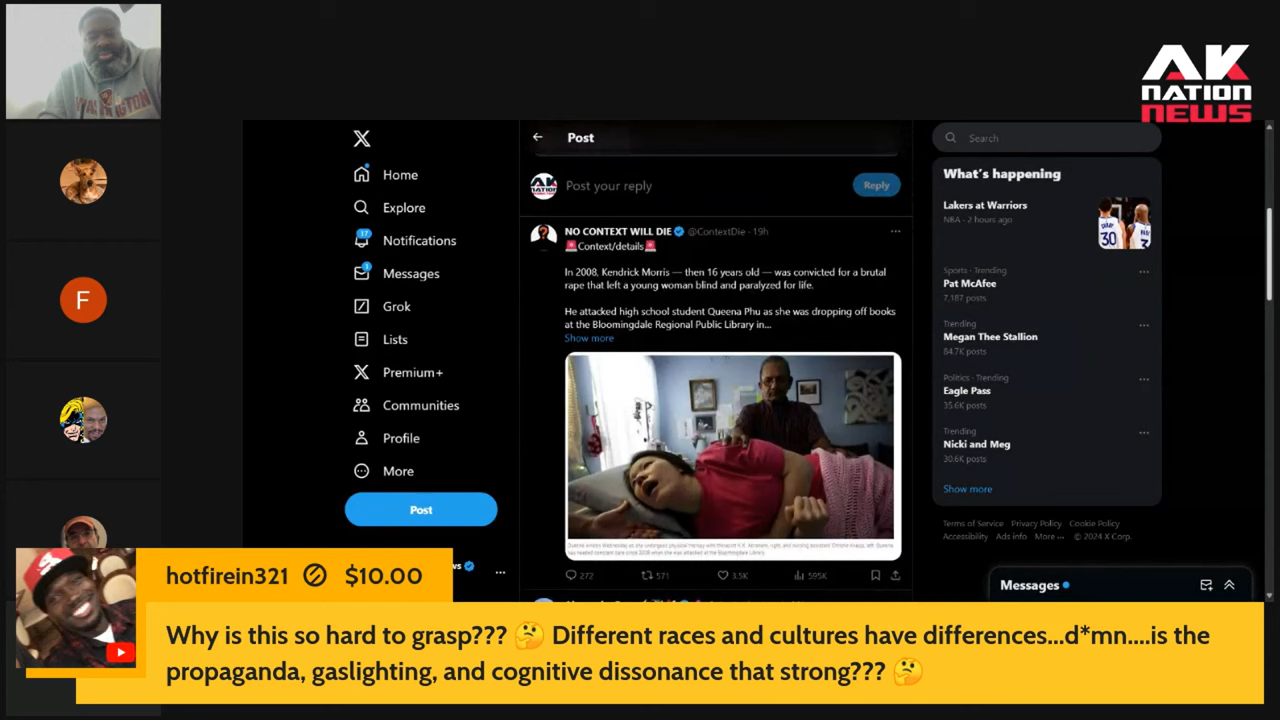 AK
NATION
NEWS
WASHINGTON
F
Home
Explore
17
Notifications
1
Messages
Grok
Lists
Premium+
Communities
Profile
More
Post
ws
Post
Post your reply
Reply
NO CONTEXT WILL DIE @ContextDie · 19h
🚨Context/details🚨
In 2008, Kendrick Morris — then 16 years old — was convicted for a brutal
rape that left a young woman blind and paralyzed for life.
He attacked high school student Queena Phu as she was dropping off books
at the Bloomingdale Regional Public Library in...
Show more
272
571
3.5K
595K
Search
What's happening
Lakers at Warriors
NBA · 2 hours ago
30
Sports · Trending
Pat McAfee
7,187 posts
Trending
Megan Thee Stallion
84.7K posts
Politics · Trending
Eagle Pass
35.6K posts
Trending
Nicki and Meg
30.6K posts
Show more
Terms of Service Privacy Policy Cookie Policy
Accessibility Ads info More ··· © 2024 X Corp.
Messages
hotfirein321 $10.00
Why is this so hard to grasp??? 🤔 Different races and cultures have differences...d*mn....is the
propaganda, gaslighting, and cognitive dissonance that strong??? 🤔